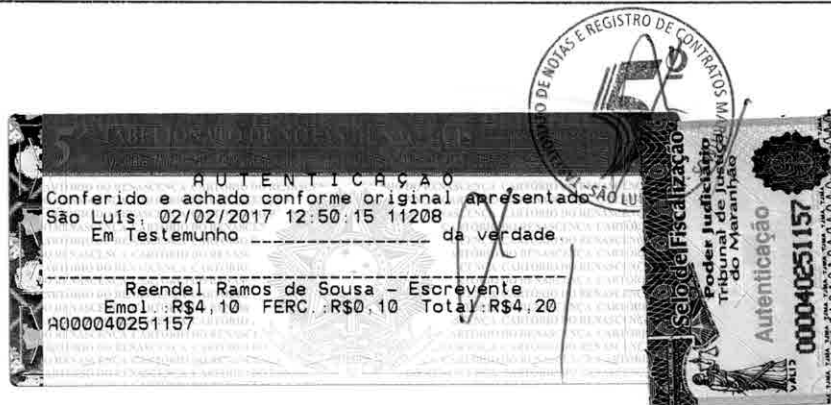 5º TABELIONATO DE NOTAS
AUTENTICAÇÃO
Conferido e achado conforme original apresentado
São Luís, 02/02/2017 12:50:15 11208
Em Testemunho __________________ da verdade
Reendel Ramos de Sousa - Escrevente
Emol.:R$4,10 FERC.:R$0,10 Total:R$4,20
A000040251157
DE NOTAS E REGISTRO DE CONTRATOS
5º
SÃO LUÍS
Selo de Fiscalização
Poder Judiciário
Tribunal de Justiça
do Maranhão
Autenticação
000040251157